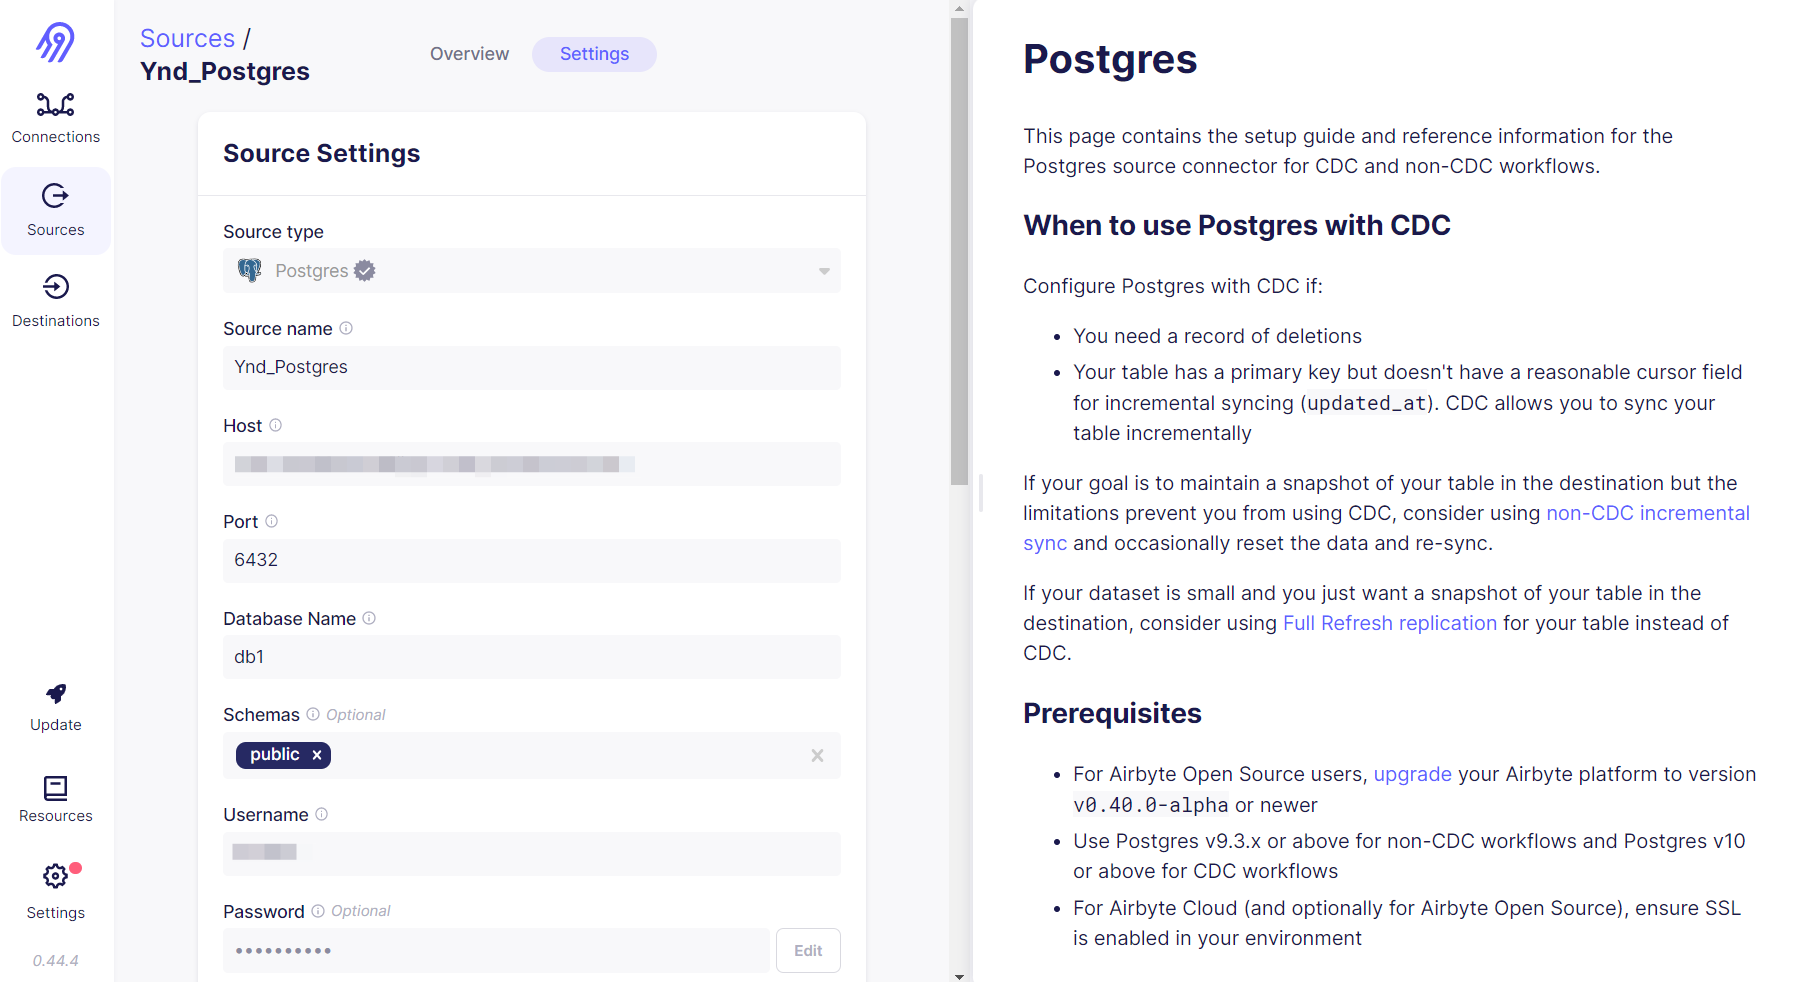 Connections
Sources
Destinations
Update
Resources
Settings
0.44.4
Sources /
Ynd_Postgres
Overview
Settings
Source Settings
Source type
Postgres
Source name
Ynd_Postgres
Host
Port
6432
Database Name
db1
Schemas Optional
public
Username
Password Optional
Edit
Postgres
This page contains the setup guide and reference information for the
Postgres source connector for CDC and non-CDC workflows.
When to use Postgres with CDC
Configure Postgres with CDC if:
• You need a record of deletions
• Your table has a primary key but doesn't have a reasonable cursor field
for incremental syncing (updated_at). CDC allows you to sync your
table incrementally
If your goal is to maintain a snapshot of your table in the destination but the
limitations prevent you from using CDC, consider using non-CDC incremental
sync and occasionally reset the data and re-sync.
If your dataset is small and you just want a snapshot of your table in the
destination, consider using Full Refresh replication for your table instead of
CDC.
Prerequisites
• For Airbyte Open Source users, upgrade your Airbyte platform to version
v0.40.0-alpha or newer
• Use Postgres v9.3.x or above for non-CDC workflows and Postgres v10
or above for CDC workflows
• For Airbyte Cloud (and optionally for Airbyte Open Source), ensure SSL
is enabled in your environment